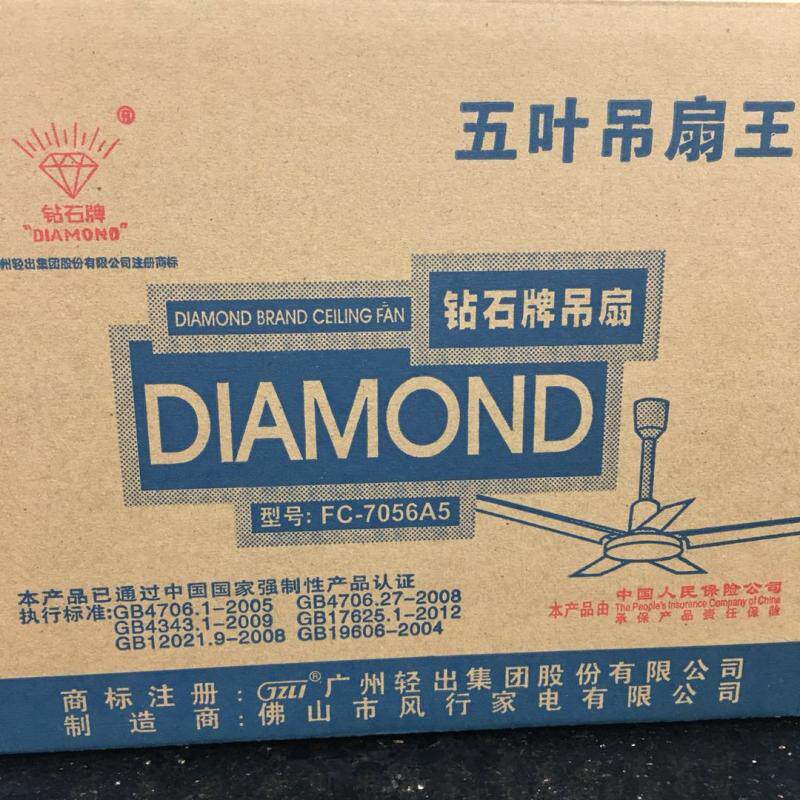 五叶吊扇王
®
钻石牌
"DIAMOND"
州轻出集团股份有限公司注册商标
DIAMOND BRAND CEILING FAN
钻石牌吊扇
DIAMOND
型号: FC-7056A5
本产品已通过中国国家强制性产品认证
执行标准:GB4706.1-2005 GB4706.27-2008
GB4343.1-2009 GB17625.1-2012
GB12021.9-2008 GB19606-2004
本产品由
中国人民保险公司
The People's Insurance Company of China
承保产品责任保险
商标注册: GZLI®广州轻出集团股份有限公司
制造商:佛山市风行家电有限公司